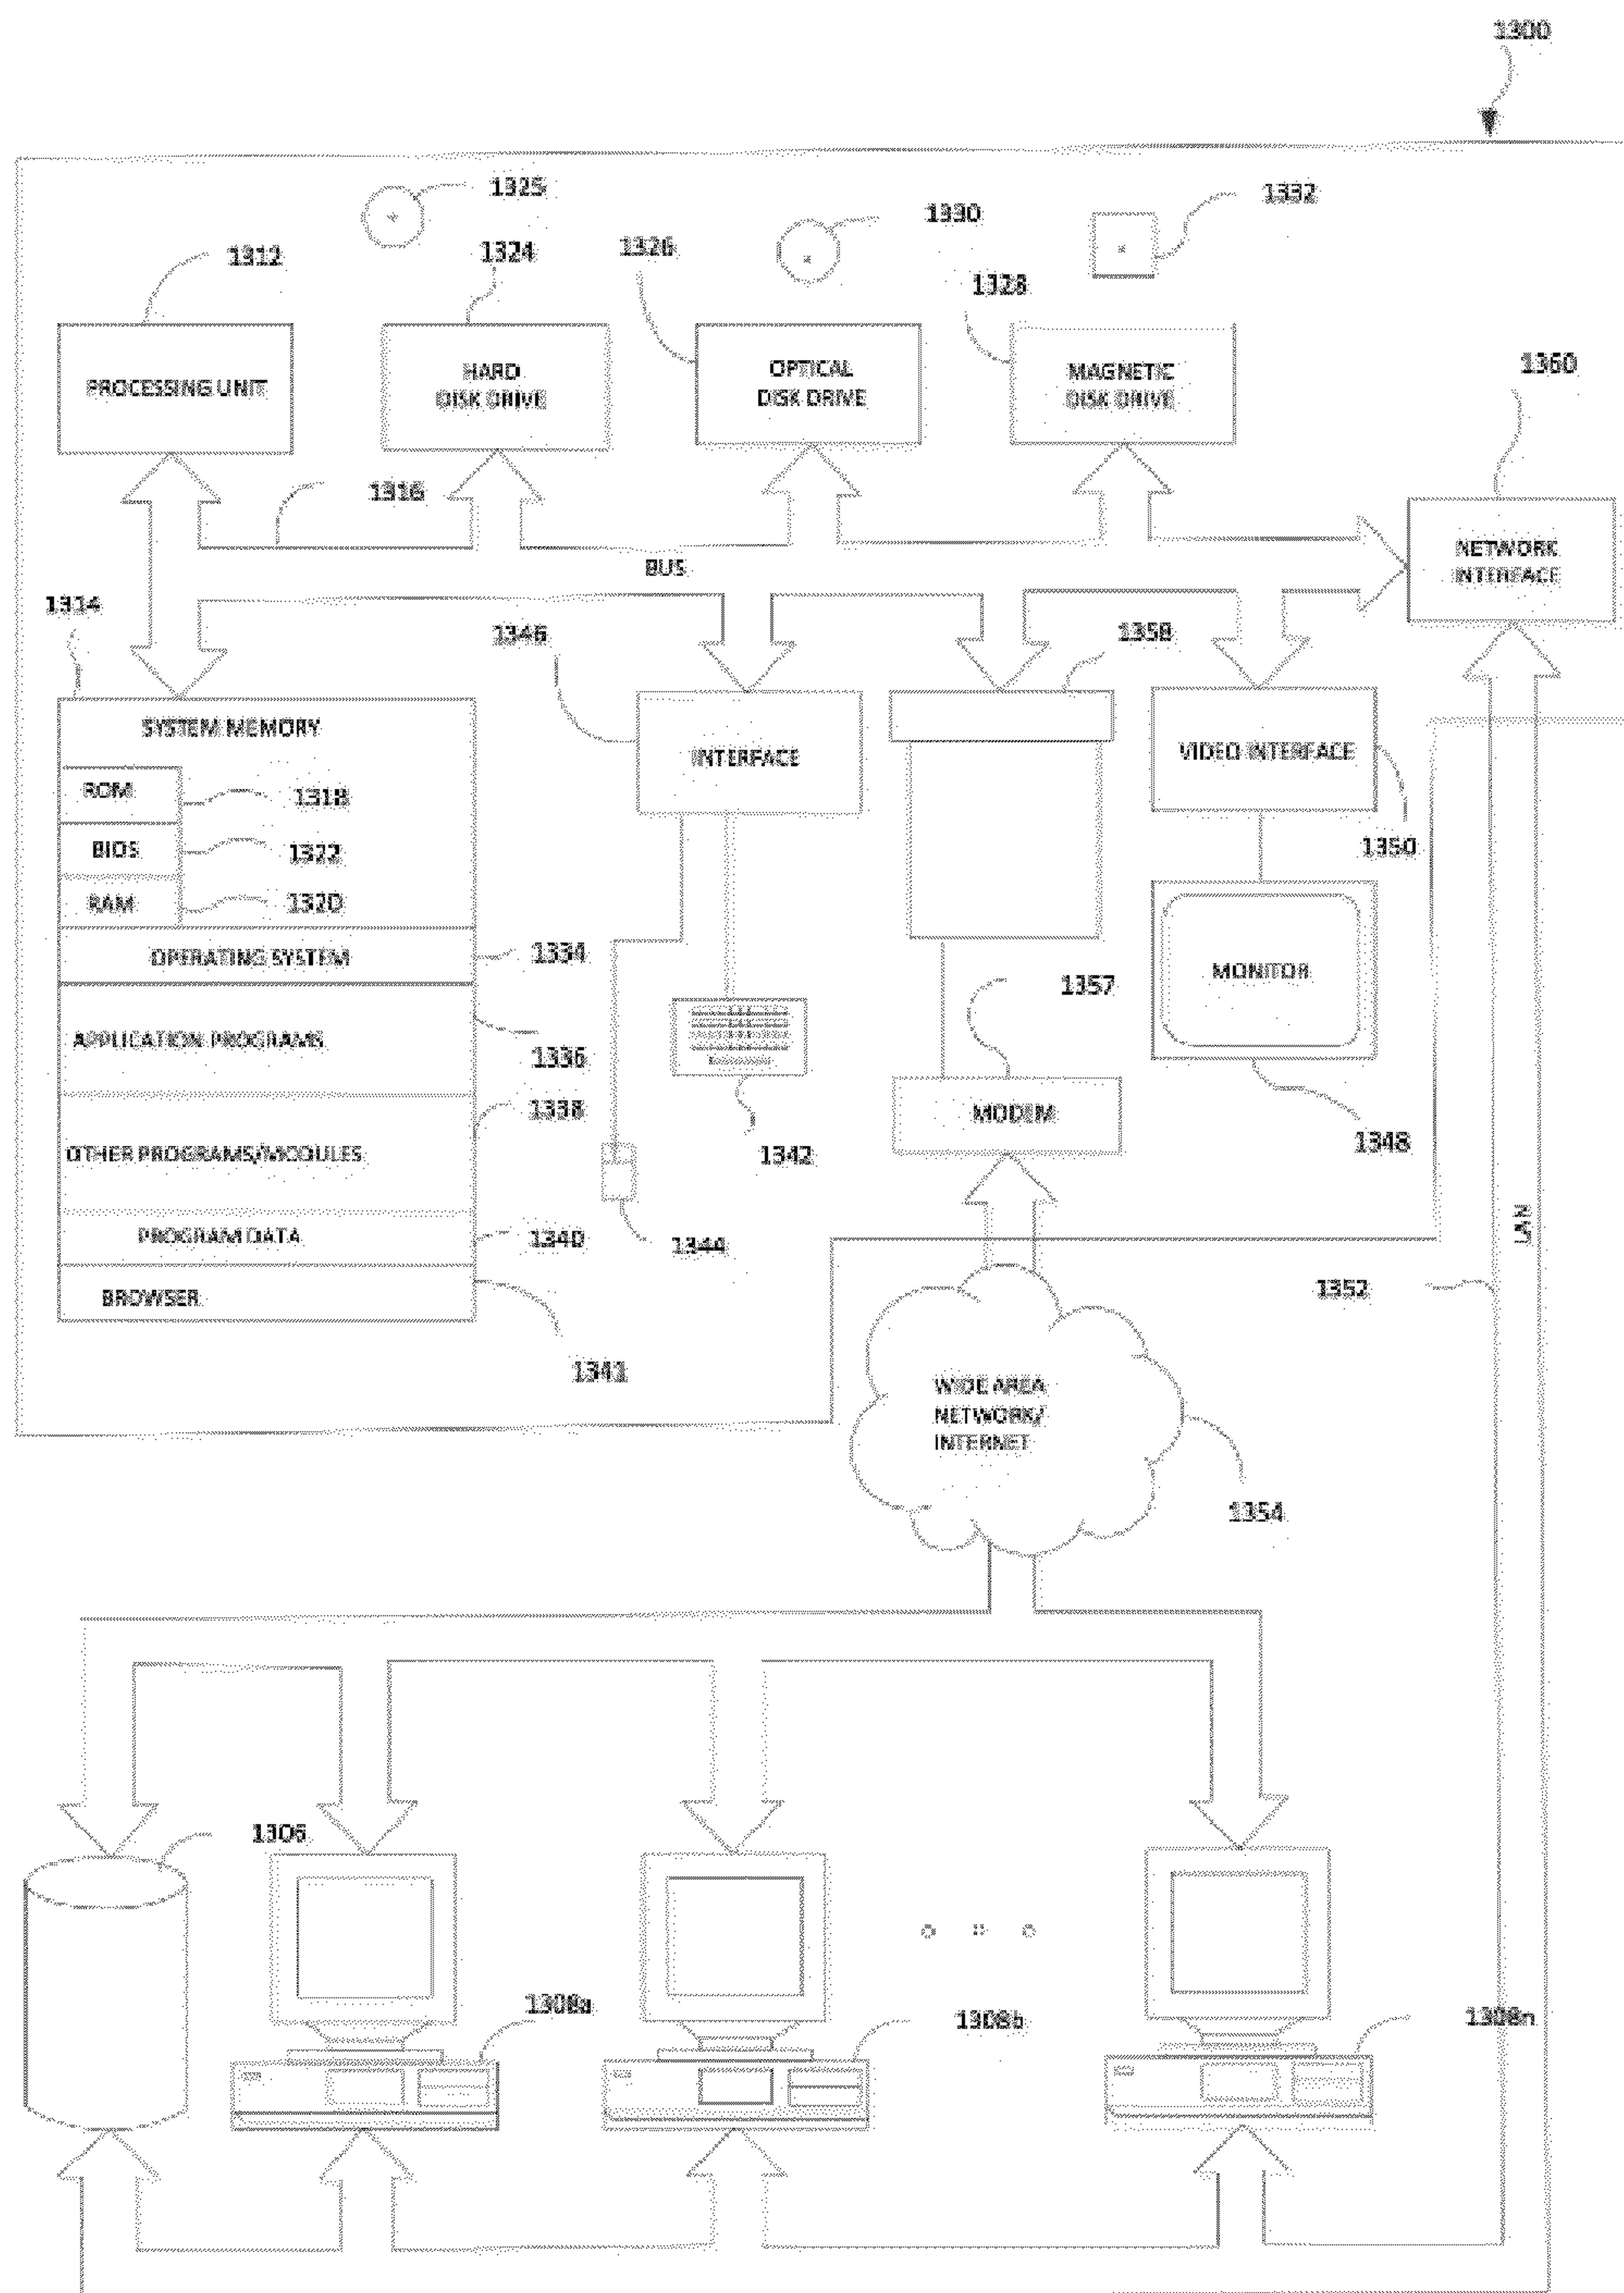 1300
1325
1332
1330
1312
1324
1326
1328
1360
PROCESSING UNIT
HARD
DISK DRIVE
OPTICAL
DISK DRIVE
MAGNETIC
DISK DRIVE
1316
NETWORK
INTERFACE
BUS
1314
1346
1358
SYSTEM MEMORY
INTERFACE
VIDEO INTERFACE
ROM
1318
1350
BIOS
1322
RAM
1320
OPERATING SYSTEM
1334
MONITOR
1357
APPLICATION PROGRAMS
1336
1338
MODEM
1348
OTHER PROGRAMS/MODULES
1342
PROGRAM DATA
1340
1344
LAN
BROWSER
1352
1341
WIDE AREA
NETWORK/
INTERNET
1354
1306
1308a
1308b
1308n